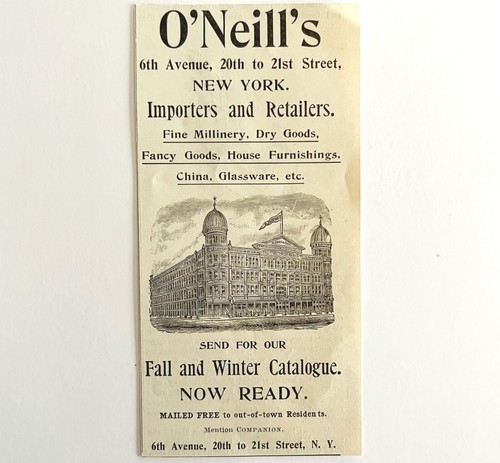 O'Neill's
6th Avenue, 20th to 21st Street,
NEW YORK.
Importers and Retailers.
Fine Millinery, Dry Goods,
Fancy Goods, House Furnishings,
China, Glassware, etc.
SEND FOR OUR
Fall and Winter Catalogue.
NOW READY.
MAILED FREE to out-of-town Residents.
Mention COMPANION.
6th Avenue, 20th to 21st Street, N. Y.